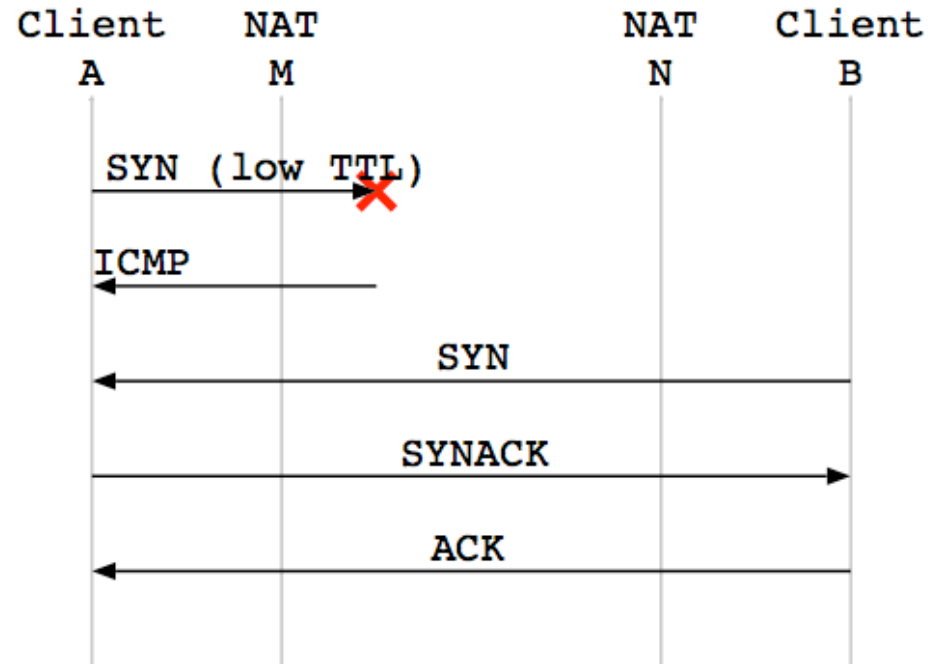 Client NAT NAT Client
A M N B
SYN (low TTL)
ICMP
SYN
SYNACK
ACK